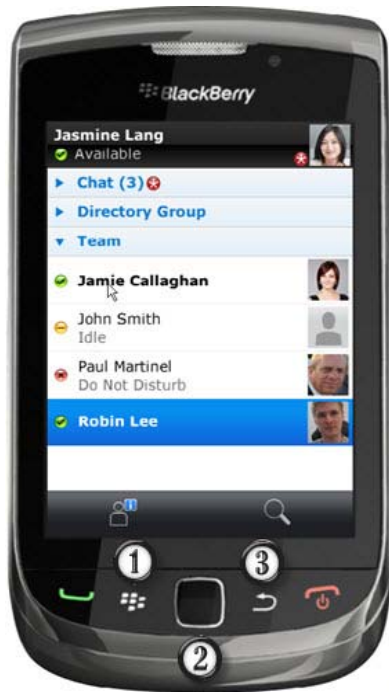 BlackBerry
Jasmine Lang
Available
Chat (3)
Directory Group
Team
Jamie Callaghan
John Smith
Idle
Paul Martinel
Do Not Disturb
Robin Lee
1
3
2